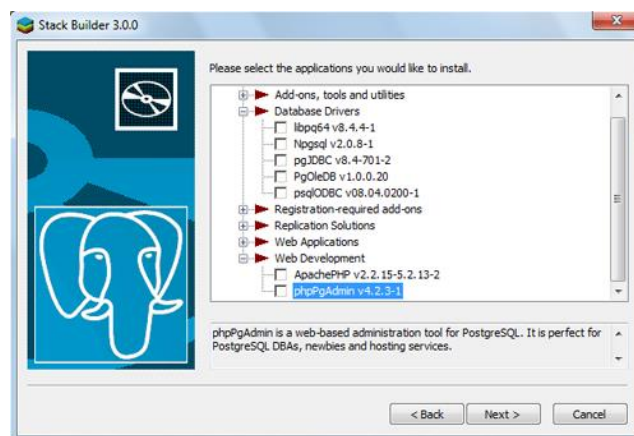 Stack Builder 3.0.0
Please select the applications you would like to install.
Add-ons, tools and utilities
Database Drivers
libpq64 v8.4.4-1
Npgsql v2.0.8-1
pgJDBC v8.4-701-2
PgOleDB v1.0.0.20
psqlODBC v08.04.0200-1
Registration-required add-ons
Replication Solutions
Web Applications
Web Development
ApachePHP v2.2.15-5.2.13-2
phpPgAdmin v4.2.3-1
phpPgAdmin is a web-based administration tool for PostgreSQL. It is perfect for
PostgreSQL DBAs, newbies and hosting services.
< Back Next > Cancel